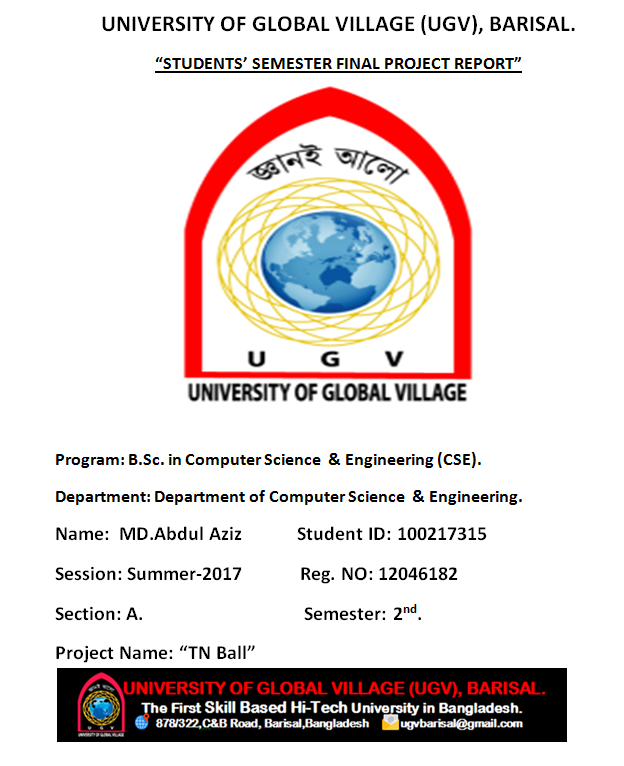 UNIVERSITY OF GLOBAL VILLAGE (UGV), BARISAL.
“STUDENTS’ SEMESTER FINAL PROJECT REPORT”
জ্ঞানই আলো
U G V
UNIVERSITY OF GLOBAL VILLAGE
Program: B.Sc. in Computer Science & Engineering (CSE).
Department: Department of Computer Science & Engineering.
Name: MD.Abdul Aziz Student ID: 100217315
Session: Summer-2017 Reg. NO: 12046182
Section: A. Semester: 2nd.
Project Name: “TN Ball”
জ্ঞানই আলো
U G V
UNIVERSITY OF GLOBAL VILLAGE
UNIVERSITY OF GLOBAL VILLAGE (UGV), BARISAL.
The First Skill Based Hi-Tech University in Bangladesh.
878/322,C&B Road, Barisal,Bangladesh ugvbarisal@gmail.com